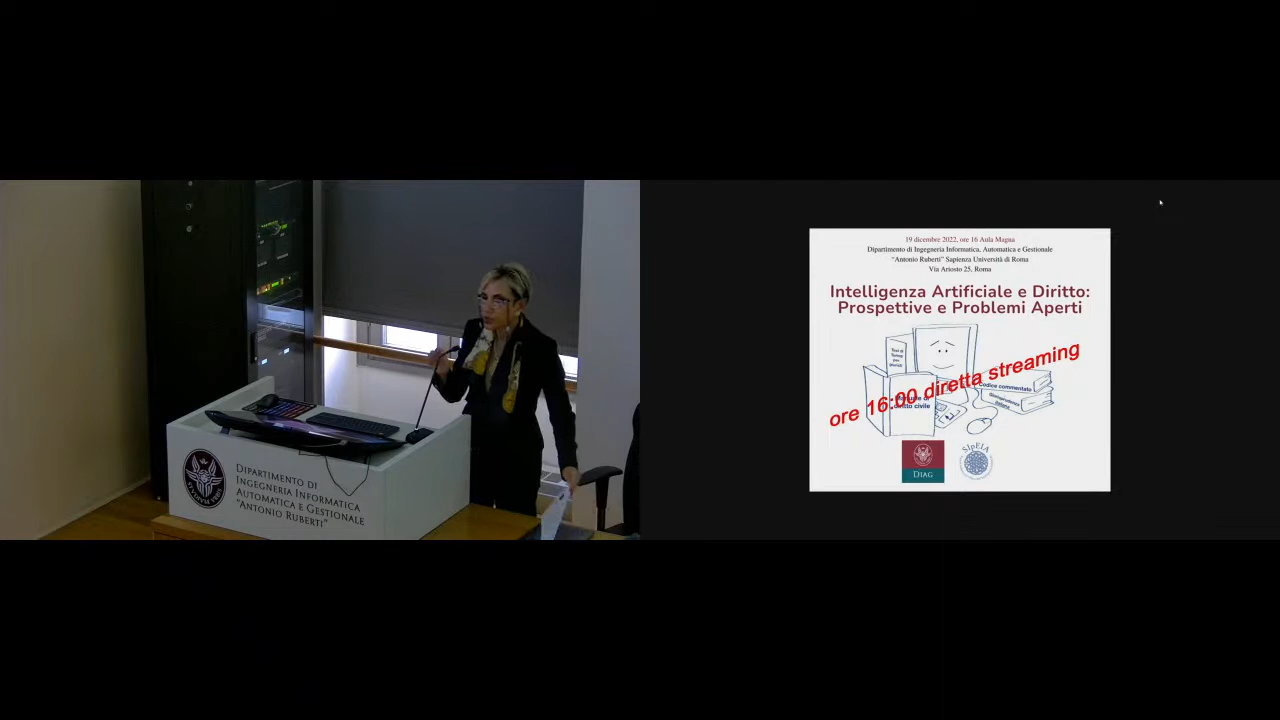 DIPARTIMENTO DI
INGEGNERIA INFORMATICA
AUTOMATICA E GESTIONALE
"ANTONIO RUBERTI"
19 dicembre 2022, ore 16 Aula Magna
Dipartimento di Ingegneria Informatica, Automatica e Gestionale
"Antonio Ruberti" Sapienza Università di Roma
Via Ariosto 25, Roma
Intelligenza Artificiale e Diritto:
Prospettive e Problemi Aperti
ore 16:00 diretta streaming
Codice commentato
diritto civile
DIAG
SIpEIA